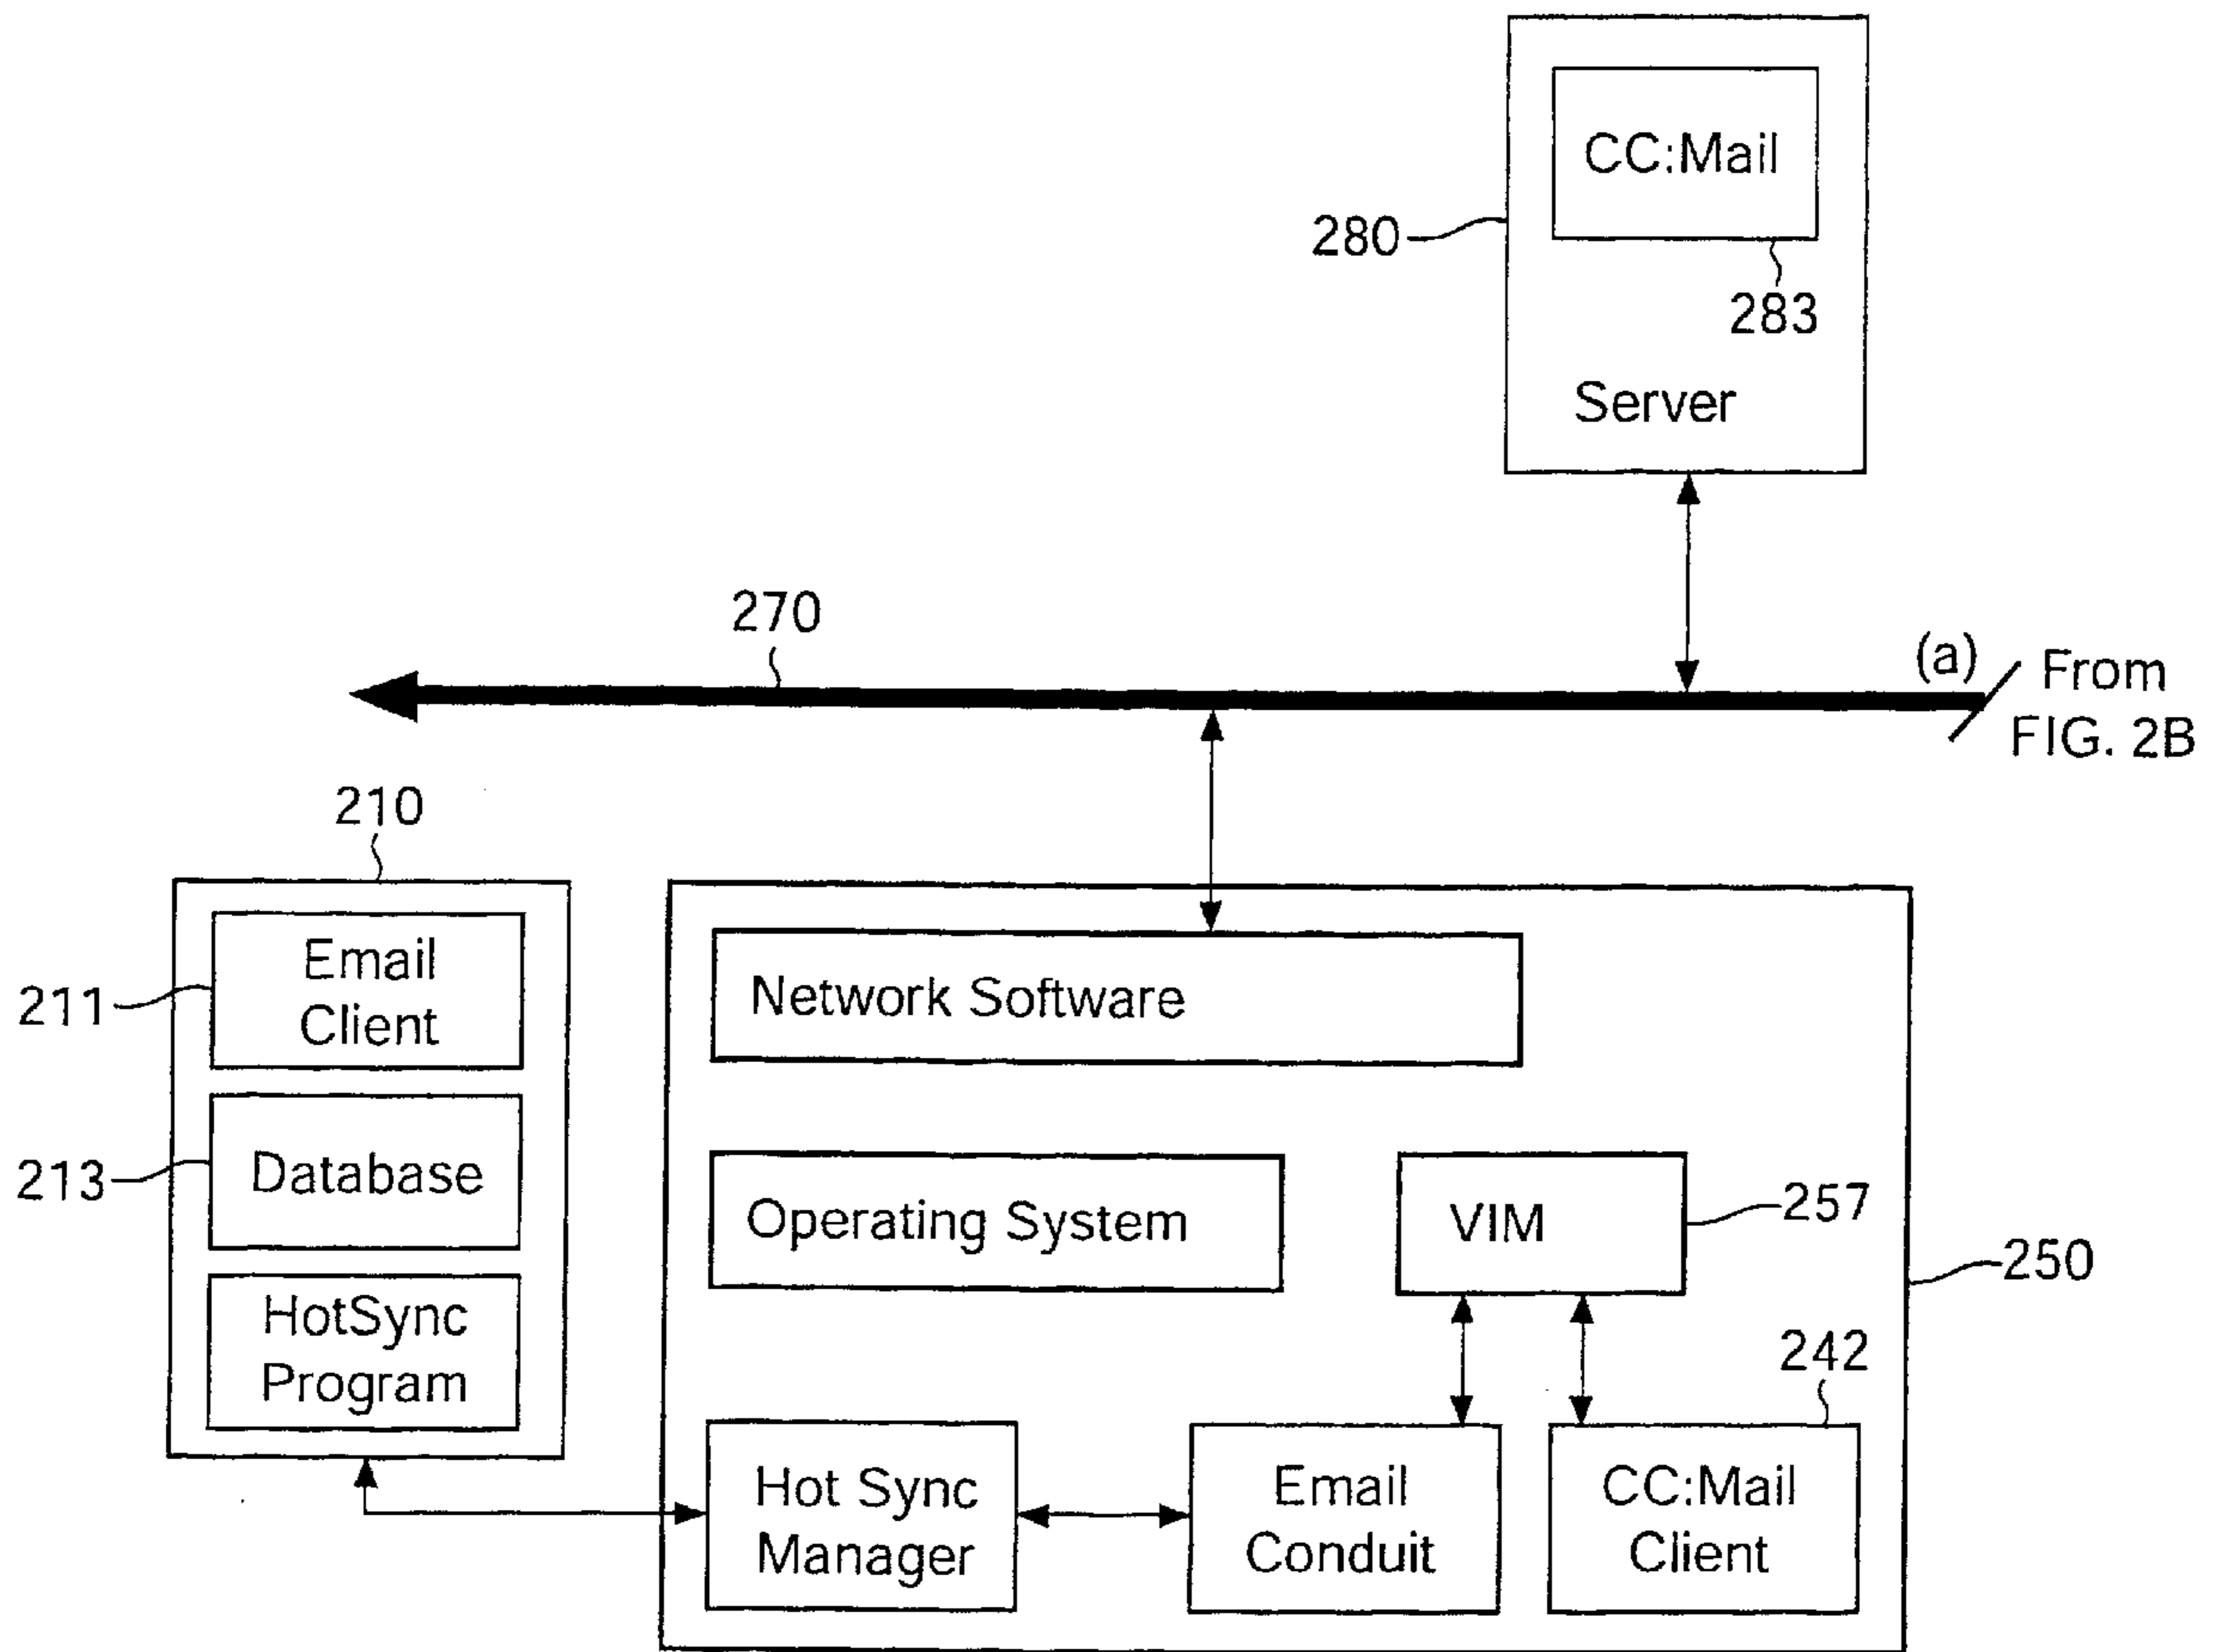 CC:Mail
280
283
Server
270
(a)
From
FIG. 2B
210
Email
Client
211
Database
213
HotSync
Program
Network Software
Operating System
VIM
257
250
242
Hot Sync
Manager
Email
Conduit
CC:Mail
Client